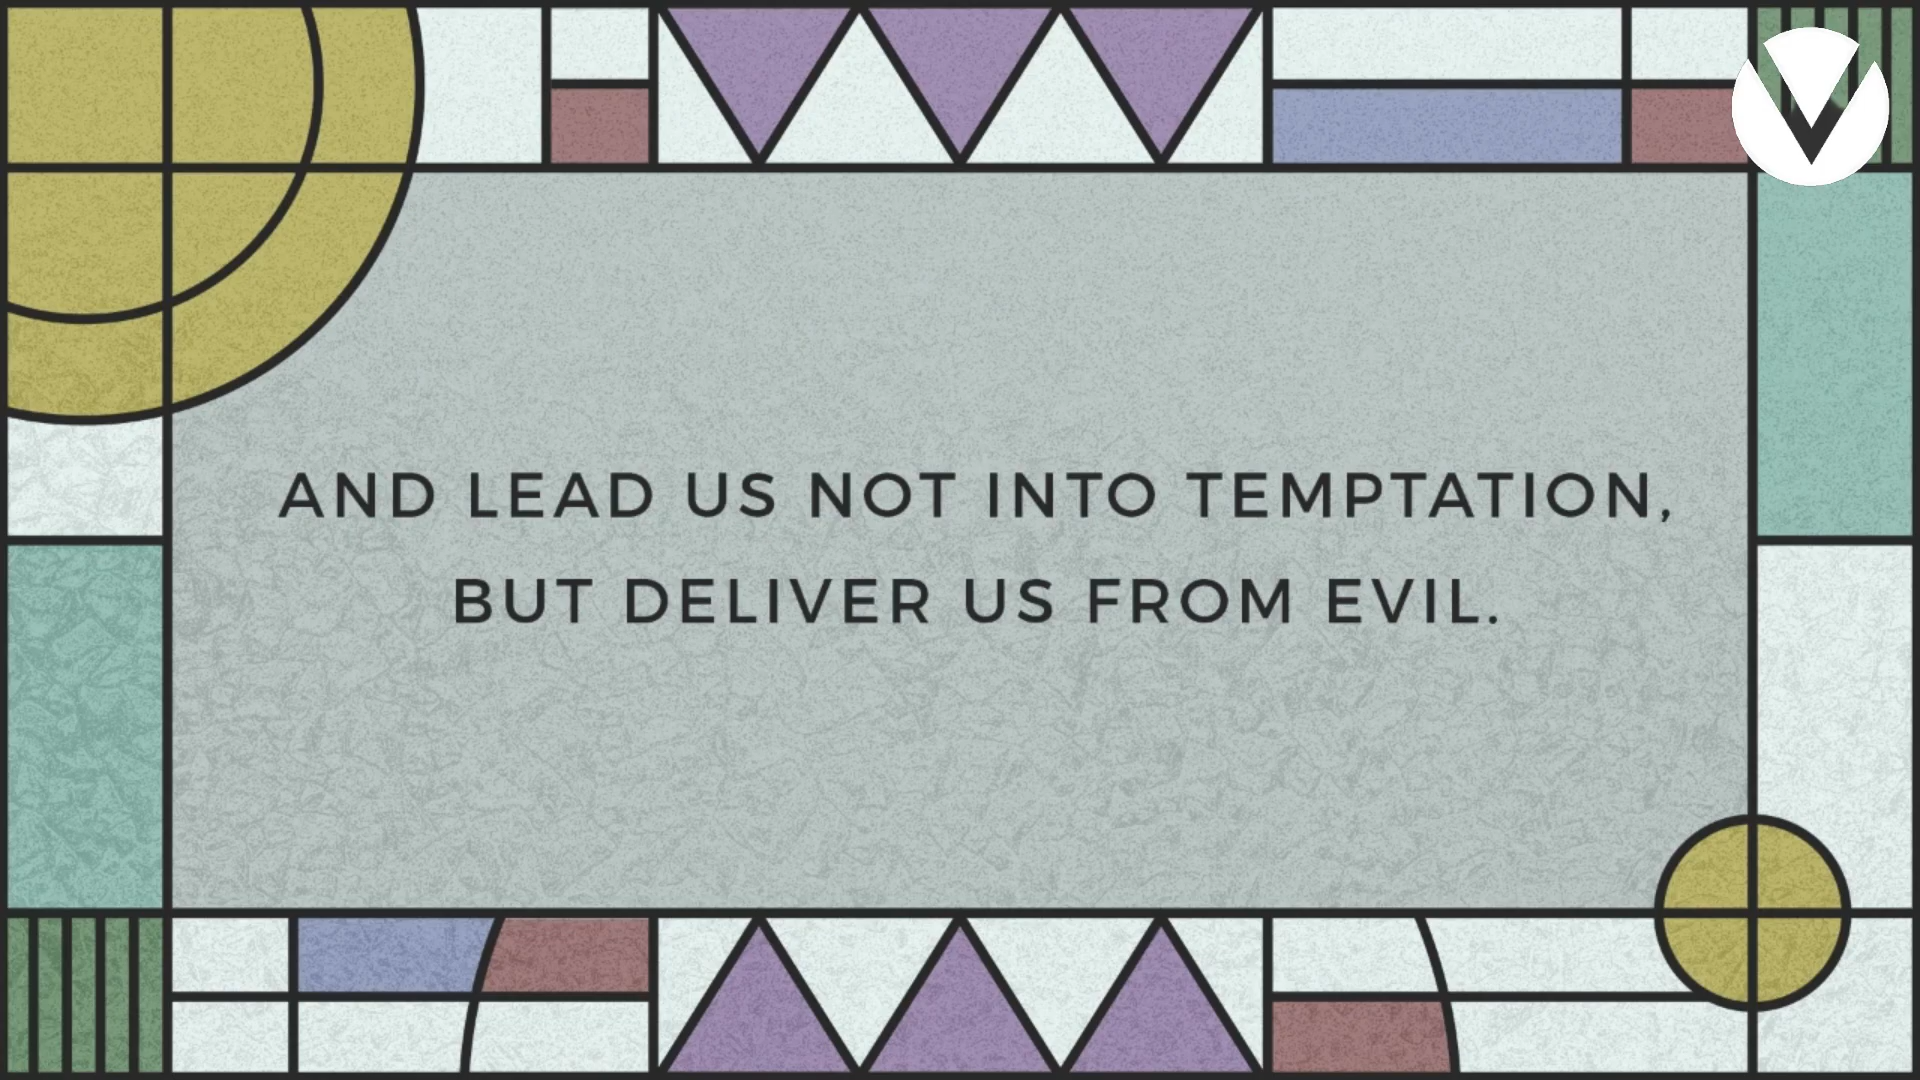 AND LEAD US NOT INTO TEMPTATION,
BUT DELIVER US FROM EVIL.